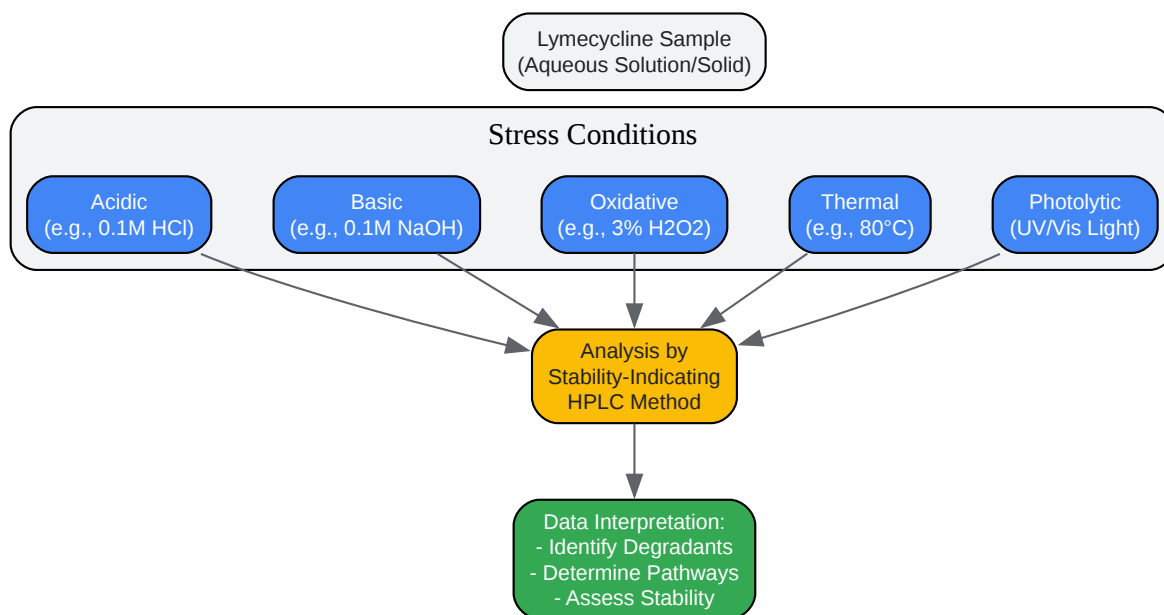 Lymecycline Sample
(Aqueous Solution/Solid)
Stress Conditions
Acidic
(e.g., 0.1M HCl)
Basic
(e.g., 0.1M NaOH)
Oxidative
(e.g., 3% H2O2)
Thermal
(e.g., 80°C)
Photolytic
(UV/Vis Light)
Analysis by
Stability-Indicating
HPLC Method
Data Interpretation:
- Identify Degradants
- Determine Pathways
- Assess Stability